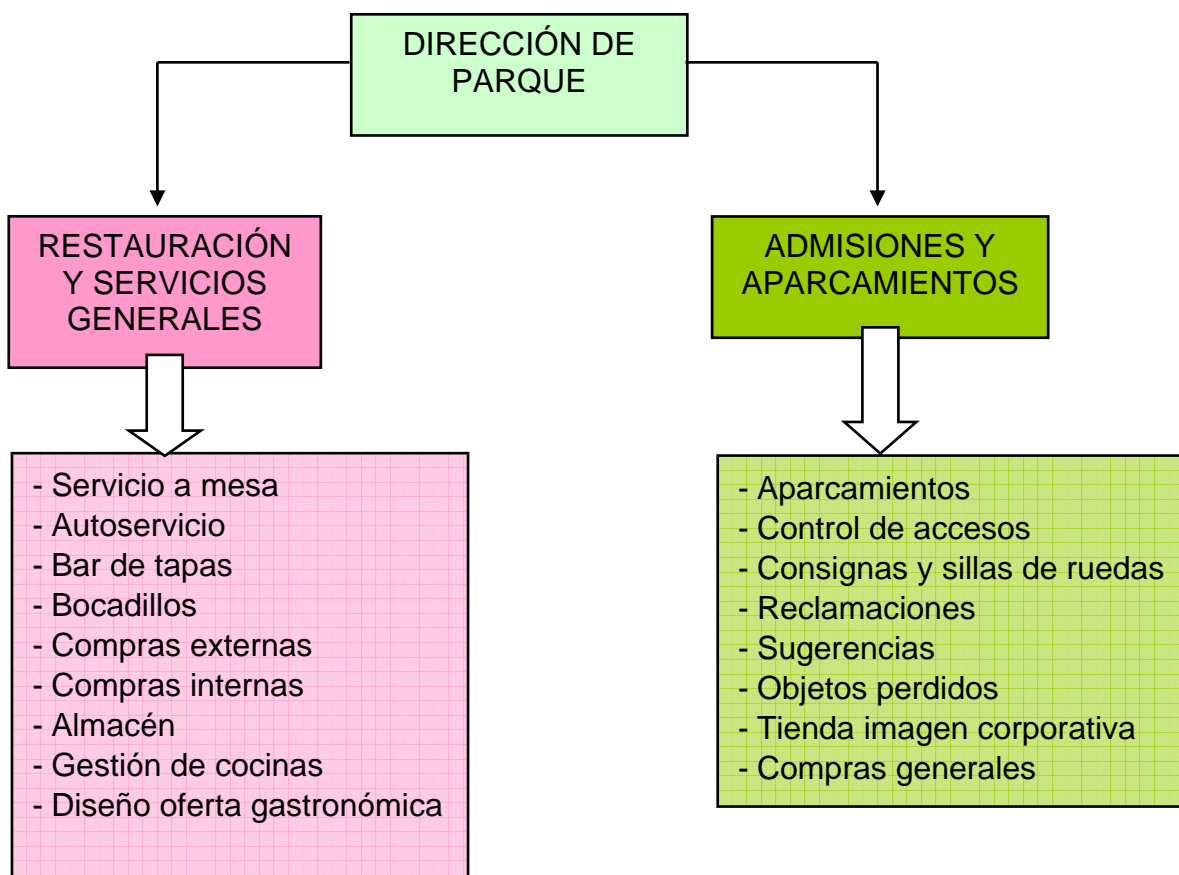 DIRECCIÓN DE
PARQUE
RESTAURACIÓN
Y SERVICIOS
GENERALES
ADMISIONES Y
APARCAMIENTOS
- Servicio a mesa
- Autoservicio
- Bar de tapas
- Bocadillos
- Compras externas
- Compras internas
- Almacén
- Gestión de cocinas
- Diseño oferta gastronómica
- Aparcamientos
- Control de accesos
- Consignas y sillas de ruedas
- Reclamaciones
- Sugerencias
- Objetos perdidos
- Tienda imagen corporativa
- Compras generales